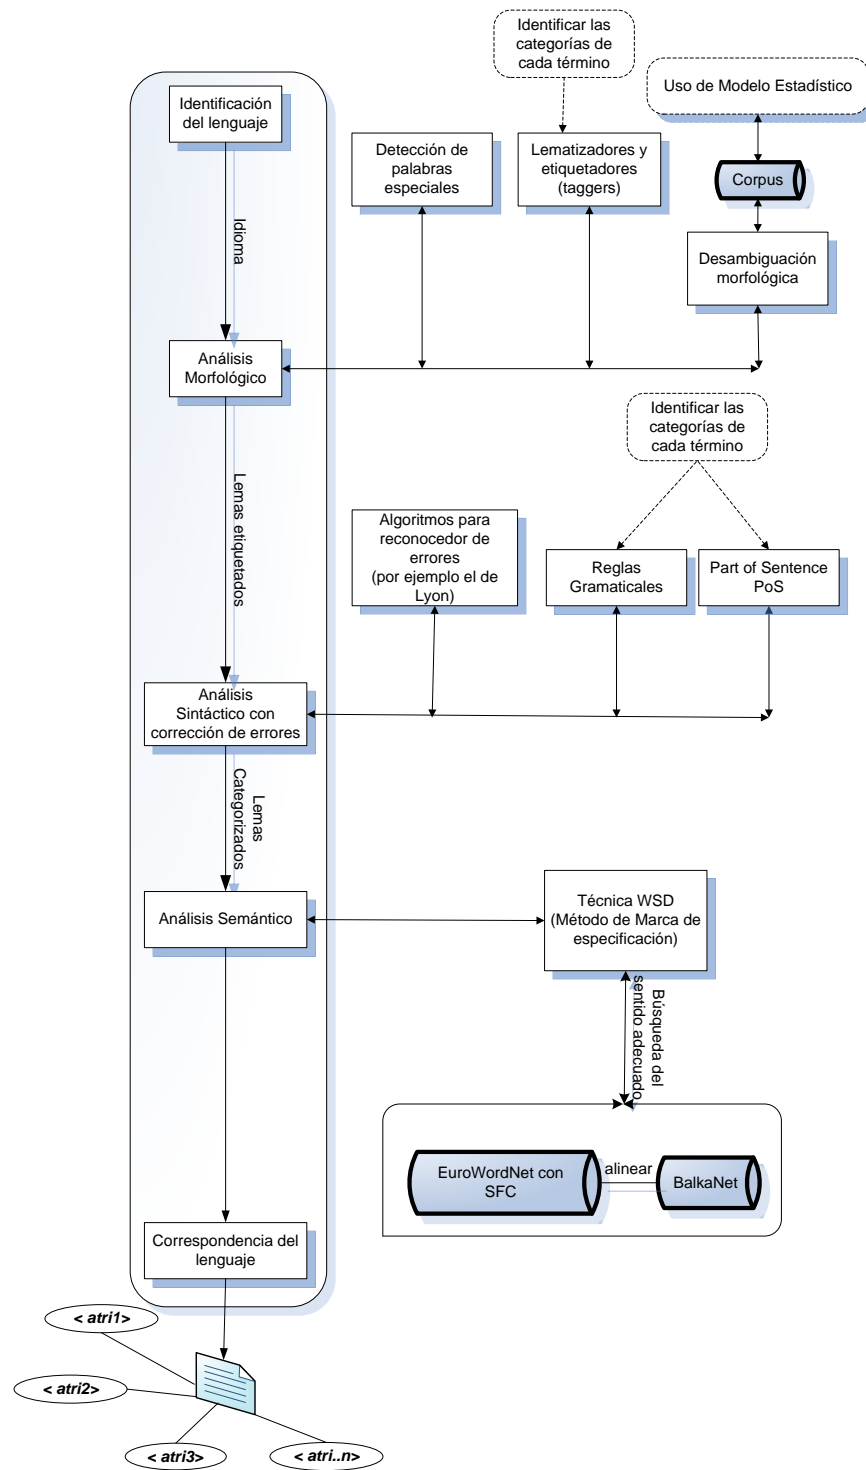 Identificar las
categorías de
cada término
Uso de Modelo Estadístico
Identificación
del lenguaje
Detección de
palabras
especiales
Lematizadores y
etiquetadores
(taggers)
Corpus
Idioma
Desambiguación
morfológica
Análisis
Morfológico
Identificar las
categorías de
cada término
Lemas etiquetados
Algoritmos para
reconocedor de
errores
(por ejemplo el de
Lyon)
Reglas
Gramaticales
Part of Sentence
PoS
Análisis
Sintáctico con
corrección de errores
Lemas
Categorizados
Análisis Semántico
Técnica WSD
(Método de Marca de
especificación)
Búsqueda del
sentido adecuado
EuroWordNet con
SFC
alinear
BalkaNet
Correspondencia del
lenguaje
< atri1>
< atri2>
< atri3>
< atri..n>